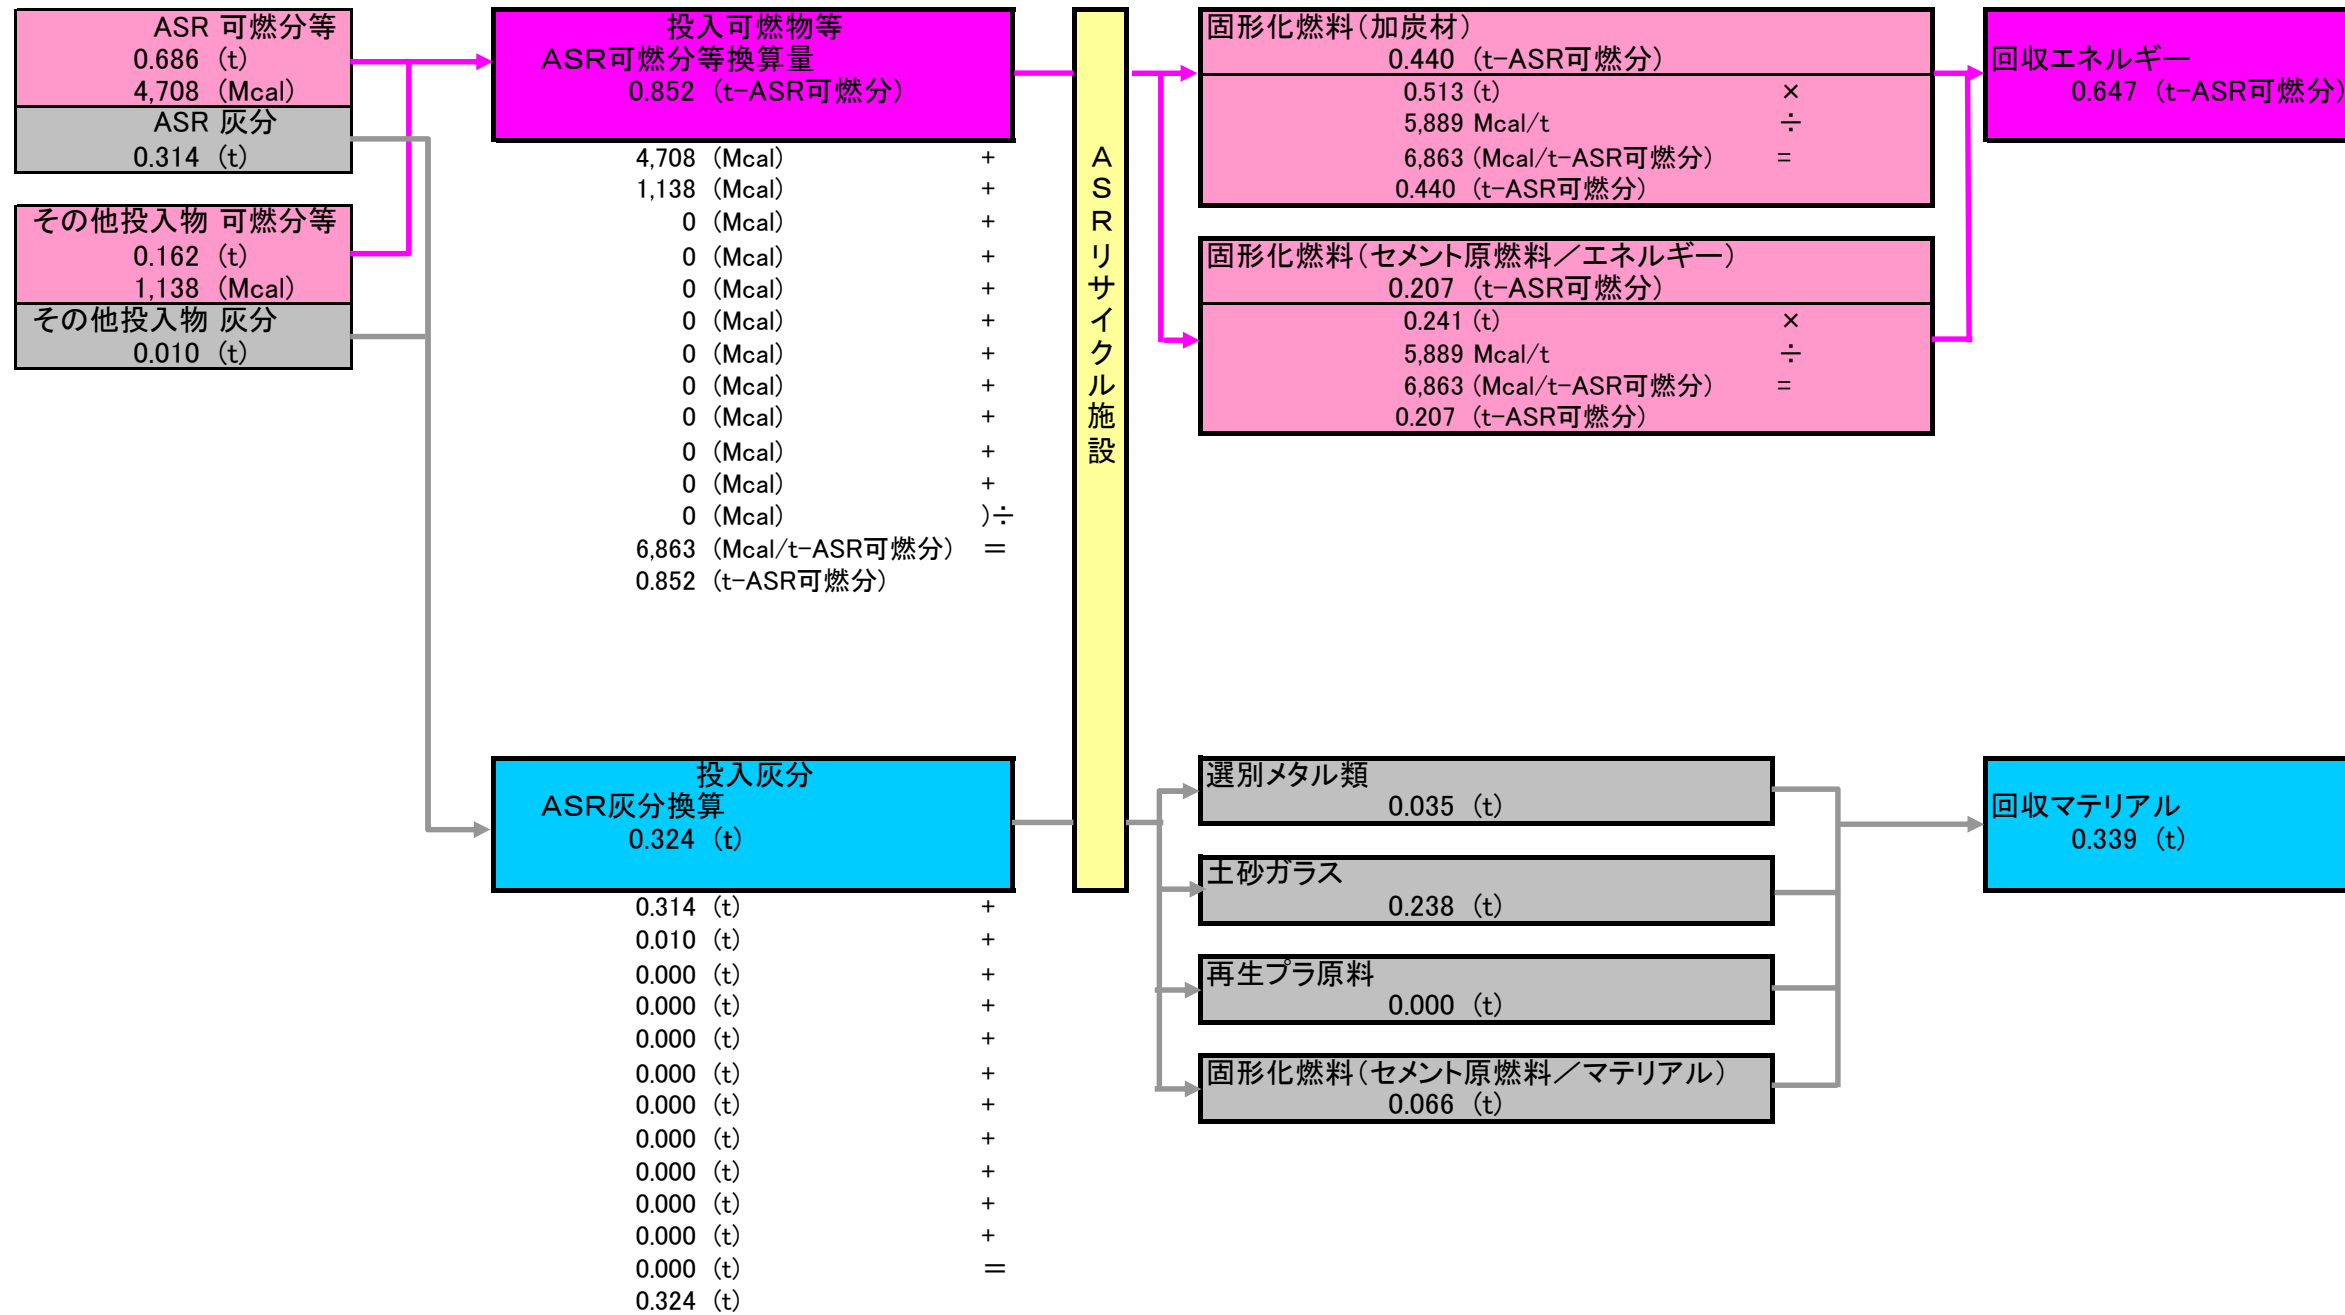 ASR 可燃分等
0.686 (t)
4,708 (Mcal)
ASR 灰分
0.314 (t)
その他投入物 可燃分等
0.162 (t)
1,138 (Mcal)
その他投入物 灰分
0.010 (t)
投入可燃物等
ASR可燃分等換算量
0.852 (t-ASR可燃分)
4,708 (Mcal) +
1,138 (Mcal) +
0 (Mcal) +
0 (Mcal) +
0 (Mcal) +
0 (Mcal) +
0 (Mcal) +
0 (Mcal) +
0 (Mcal) +
0 (Mcal) +
0 (Mcal) +
0 (Mcal) )÷
6,863 (Mcal/t-ASR可燃分) =
0.852 (t-ASR可燃分)
投入灰分
ASR灰分換算
0.324 (t)
0.314 (t) +
0.010 (t) +
0.000 (t) +
0.000 (t) +
0.000 (t) +
0.000 (t) +
0.000 (t) +
0.000 (t) +
0.000 (t) +
0.000 (t) +
0.000 (t) +
0.000 (t) =
0.324 (t)
ASRリサイクル施設
固形化燃料(加炭材)
0.440 (t-ASR可燃分)
0.513 (t) ×
5,889 Mcal/t ÷
6,863 (Mcal/t-ASR可燃分) =
0.440 (t-ASR可燃分)
固形化燃料(セメント原燃料/エネルギー)
0.207 (t-ASR可燃分)
0.241 (t) ×
5,889 Mcal/t ÷
6,863 (Mcal/t-ASR可燃分) =
0.207 (t-ASR可燃分)
選別メタル類
0.035 (t)
土砂ガラス
0.238 (t)
再生プラ原料
0.000 (t)
固形化燃料(セメント原燃料/マテリアル)
0.066 (t)
回収エネルギー
0.647 (t-ASR可燃分)
回収マテリアル
0.339 (t)